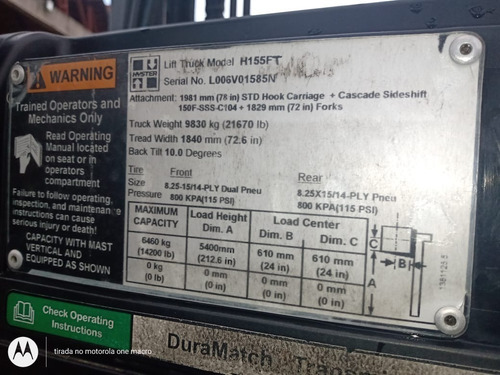 WARNING
Trained Operators and
Mechanics Only
Read Operating
Manual located
on seat or in
operators
compartment
Failure to follow operating,
inspection, and maintenance
instructions can cause
serious injury or death!
CAPACITY WITH MAST
VERTICAL AND
EQUIPPED AS SHOWN
HYSTER
Lift Truck Model H155FT
Serial No. L006V01585N
Attachment: 1981 mm (78 in) STD Hook Carriage + Cascade Sideshift
150F-SSS-C104 + 1829 mm (72 in) Forks
Truck Weight 9830 kg (21670 lb)
Tread Width 1840 mm (72.6 in)
Back Tilt 10.0 Degrees
Tire Front Rear
Size 8.25-15/14-PLY Dual Pneu 8.25X15/14-PLY Pneu
Pressure 800 KPA(115 PSI) 800 KPA(115 PSI)
MAXIMUM CAPACITY Load Height Dim. A Load Center Dim. B Dim. C
6460 kg (14200 lb) 5400mm (212.6 in) 610 mm (24 in) 610 mm (24 in)
0 kg (0 lb) 0 mm (0 in) 0 mm (0 in) 0 mm (0 in)
C
B
A
Check Operating
Instructions
DuraMatch
tirada no motorola one macro